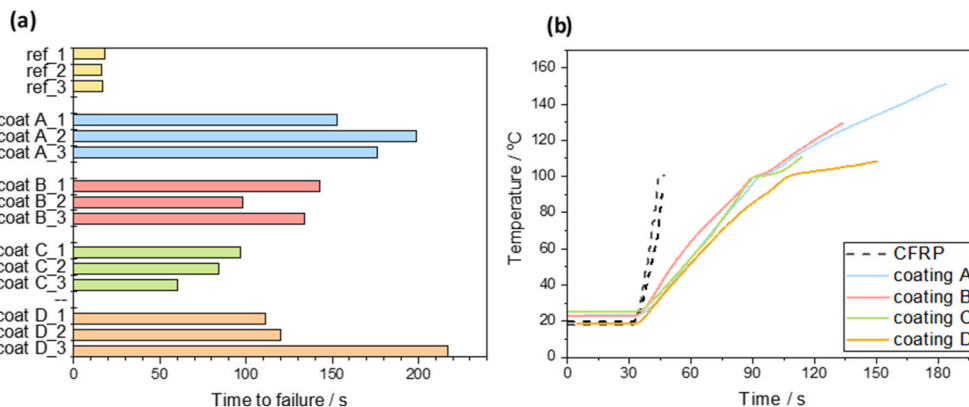 (a)
ref_1
ref_2
ref_3
coat A_1
coat A_2
coat A_3
coat B_1
coat B_2
coat B_3
coat C_1
coat C_2
coat C_3
--
coat D_1
coat D_2
coat D_3
0 50 100 150 200
Time to failure / s
(b)
160
140
120
100
80
60
40
20
0
Temperature / °C
0 30 60 90 120 150 180
Time / s
CFRP
coating A
coating B
coating C
coating D